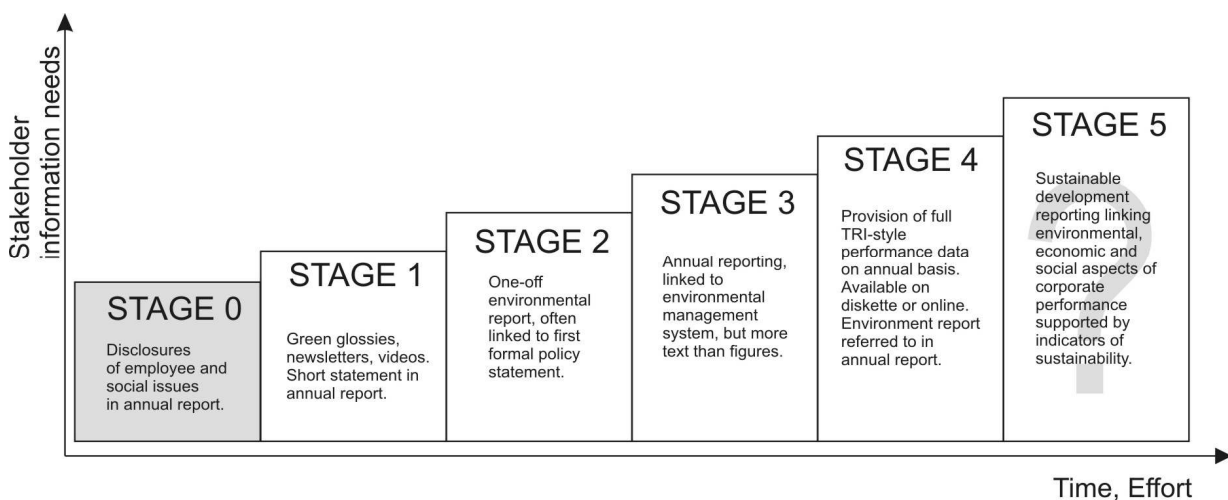 Stakeholder
information needs
STAGE 0
Disclosures
of employee and
social issues
in annual report.
STAGE 1
Green glossies,
newsletters, videos.
Short statement in
annual report.
STAGE 2
One-off
environmental
report, often
linked to first
formal policy
statement.
STAGE 3
Annual reporting,
linked to
environmental
management
system, but more
text than figures.
STAGE 4
Provision of full
TRI-style
performance data
on annual basis.
Available on
diskette or online.
Environment report
referred to in
annual report.
STAGE 5
Sustainable
development
reporting linking
environmental,
economic and
social aspects of
corporate
performance
supported by
indicators of
sustainability.
?
Time, Effort